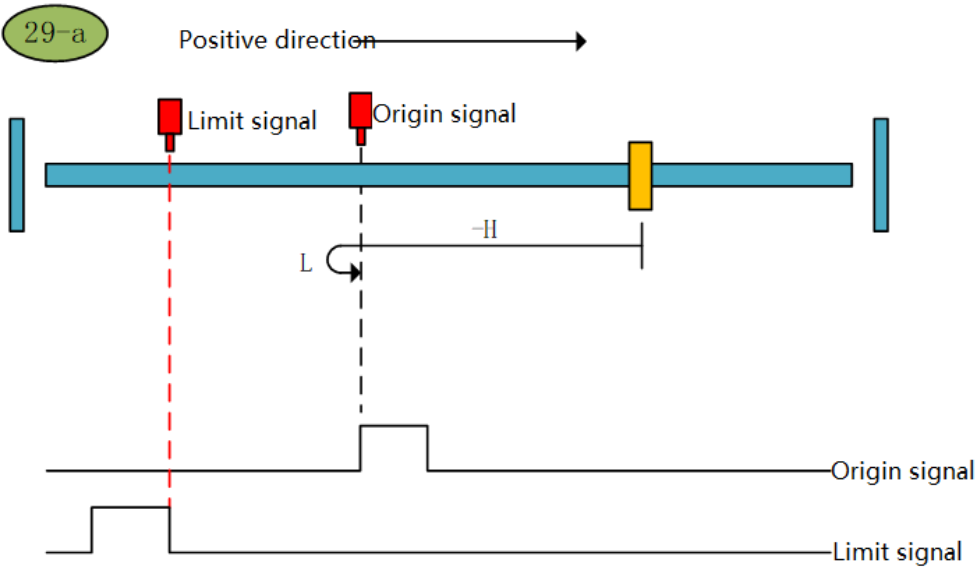 29-a
Positive direction
Limit signal
Origin signal
-H
L
Origin signal
Limit signal